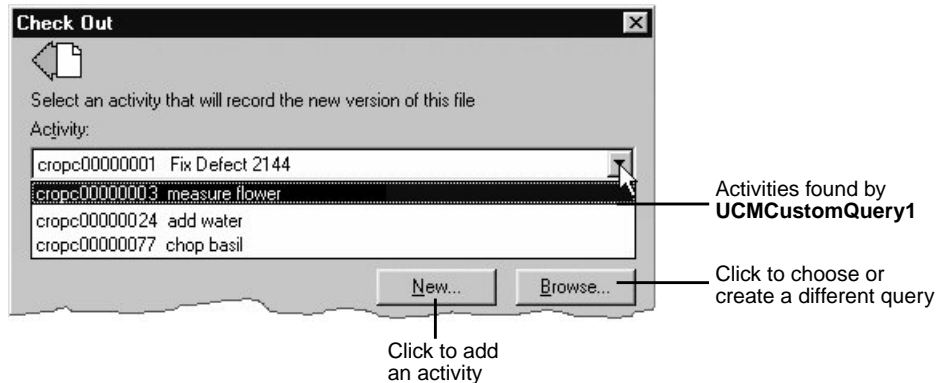 Check Out
Select an activity that will record the new version of this file
Activity:
cropc00000001 Fix Defect 2144
cropc00000003 measure flower
cropc00000024 add water
cropc00000077 chop basil
New...
Browse...
Activities found by
UCMCustomQuery1
Click to choose or
create a different query
Click to add
an activity